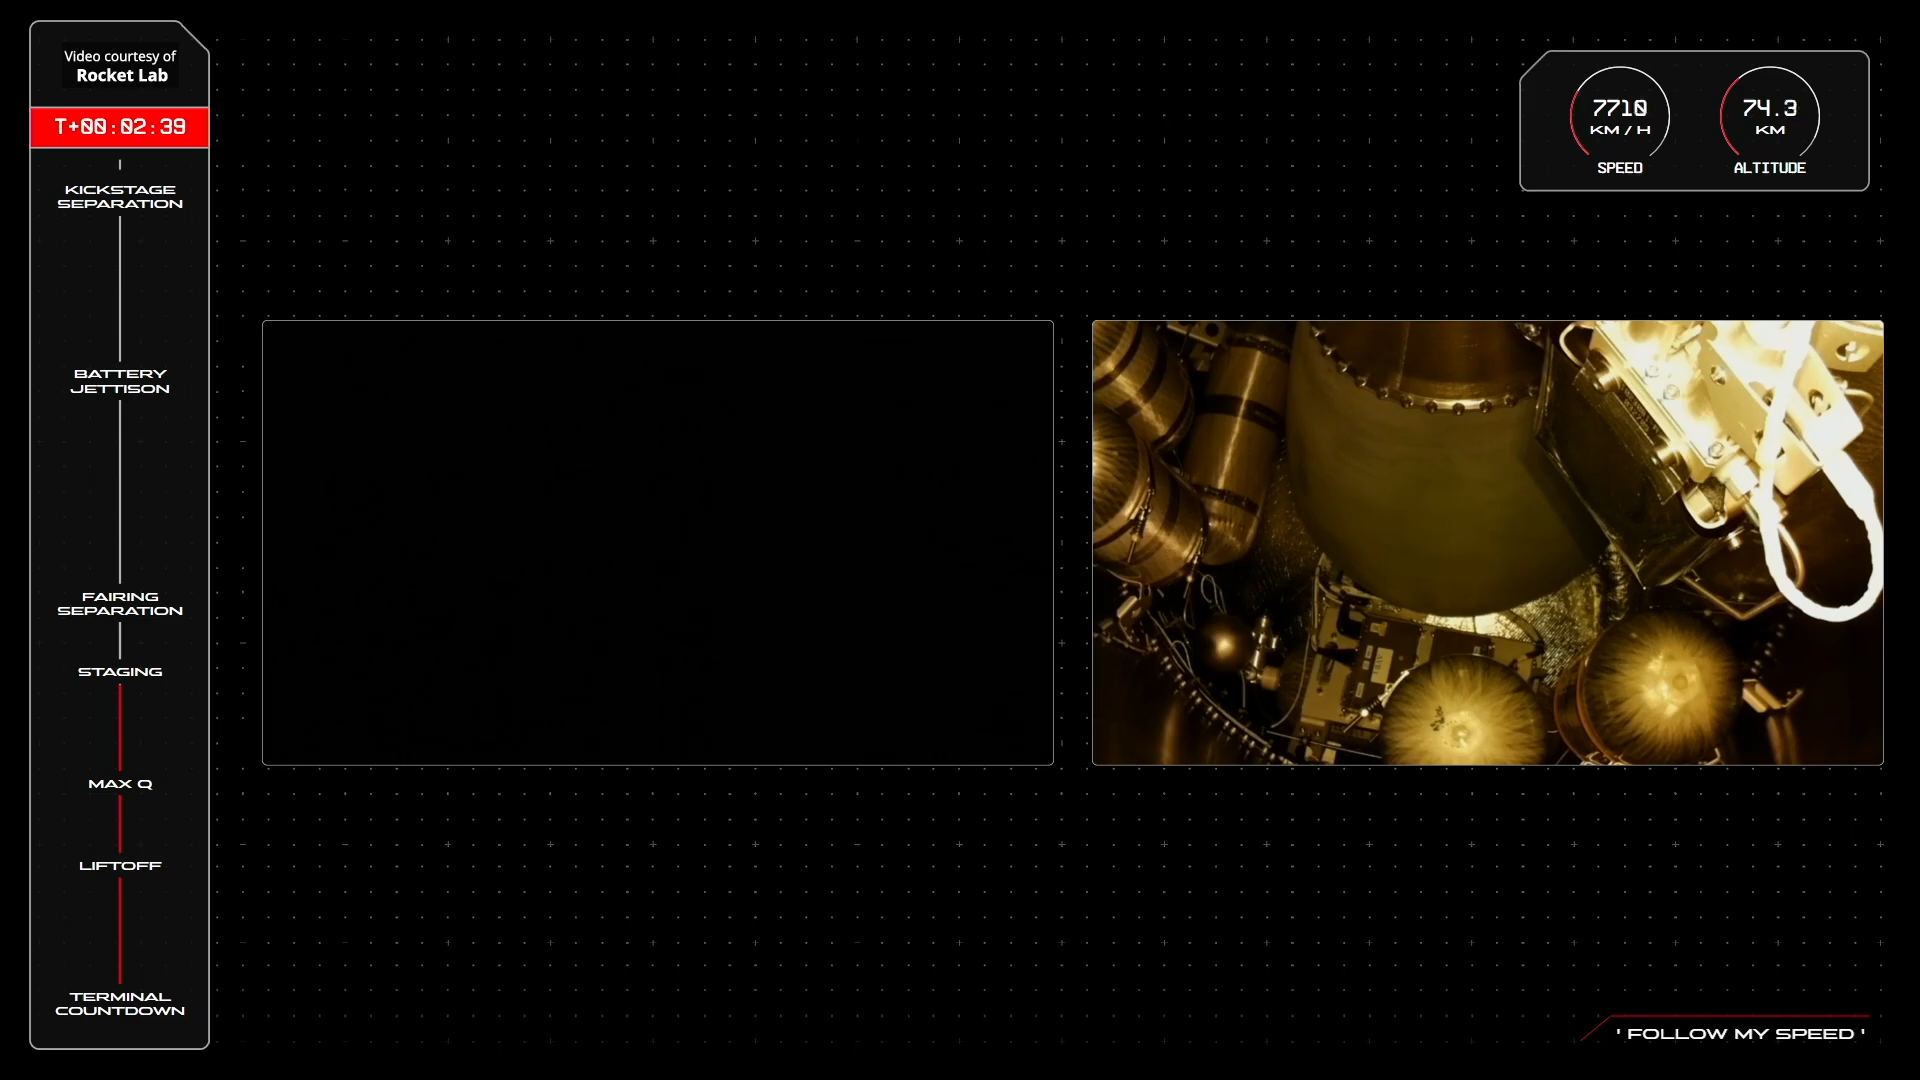 Video courtesy of
Rocket Lab
T+00:02:39
KICKSTAGE
SEPARATION
BATTERY
JETTISON
FAIRING
SEPARATION
STAGING
MAX Q
LIFTOFF
TERMINAL
COUNTDOWN
7710
KM / H
SPEED
74.3
KM
ALTITUDE
' FOLLOW MY SPEED '